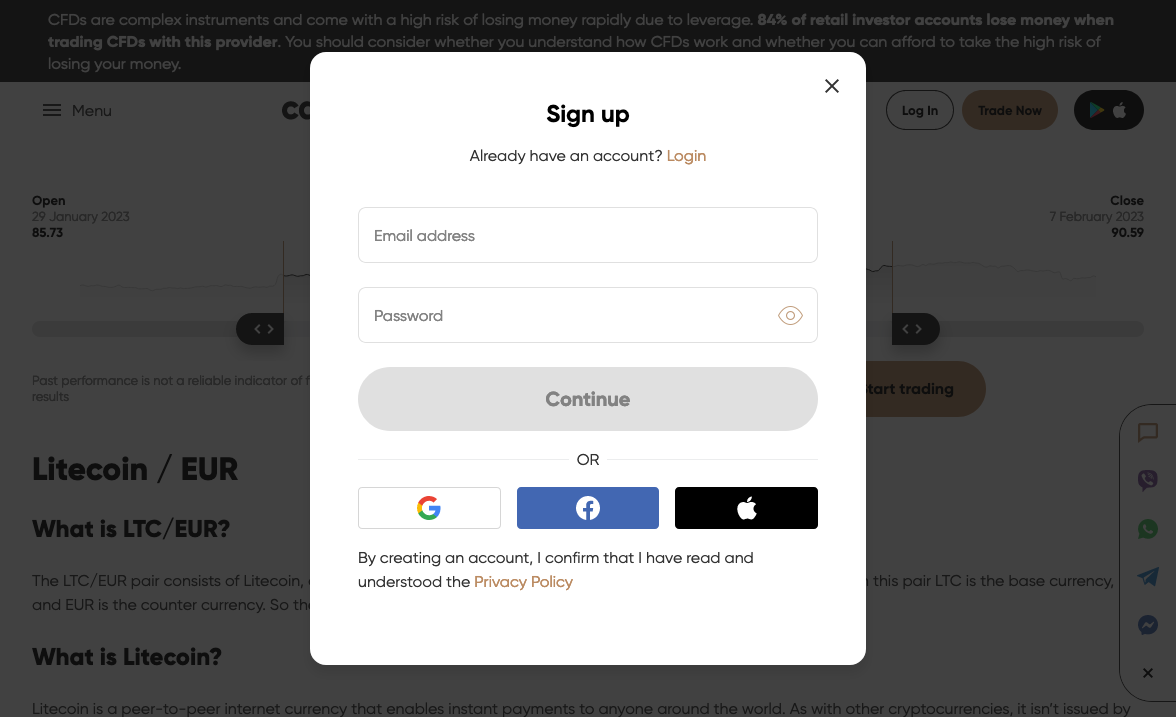 CFDs are complex instruments and come with a high risk of losing money rapidly due to leverage. 84% of retail investor accounts lose money when
trading CFDs with this provider. You should consider whether you understand how CFDs work and whether you can afford to take the high risk of
losing your money.
Menu
Log In
Trade Now
Sign up
Already have an account? Login
Open
29 January 2023
85.73
Close
7 February 2023
90.59
Email address
Password
Past performance is not a reliable indicator of
results
trading
Continue
OR
By creating an account, I confirm that I have read and
understood the Privacy Policy
Litecoin / EUR
What is LTC/EUR?
The LTC/EUR pair consists of Litecoin, this pair LTC is the base currency,
and EUR is the counter currency. So
What is Litecoin?
Litecoin is a peer-to-peer internet currency that enables instant payments to anyone around the world. As with other cryptocurrencies, it isn't issued by